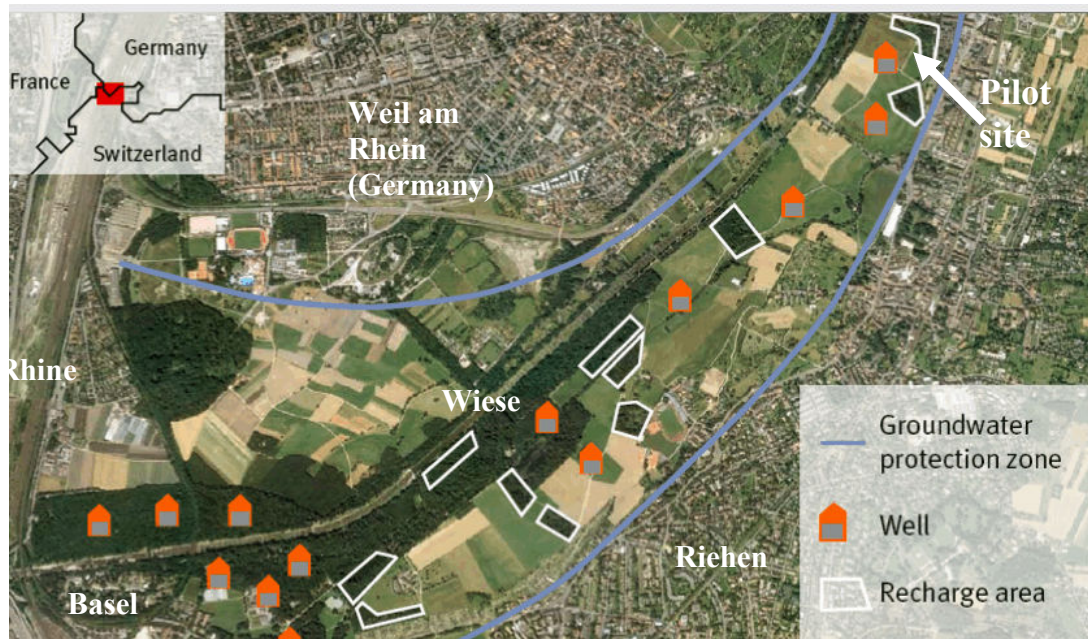 Germany
France
Switzerland
Weil am
Rhein
(Germany)
Pilot
site
Rhine
Wiese
Basel
Riehen
Groundwater
protection zone
Well
Recharge area